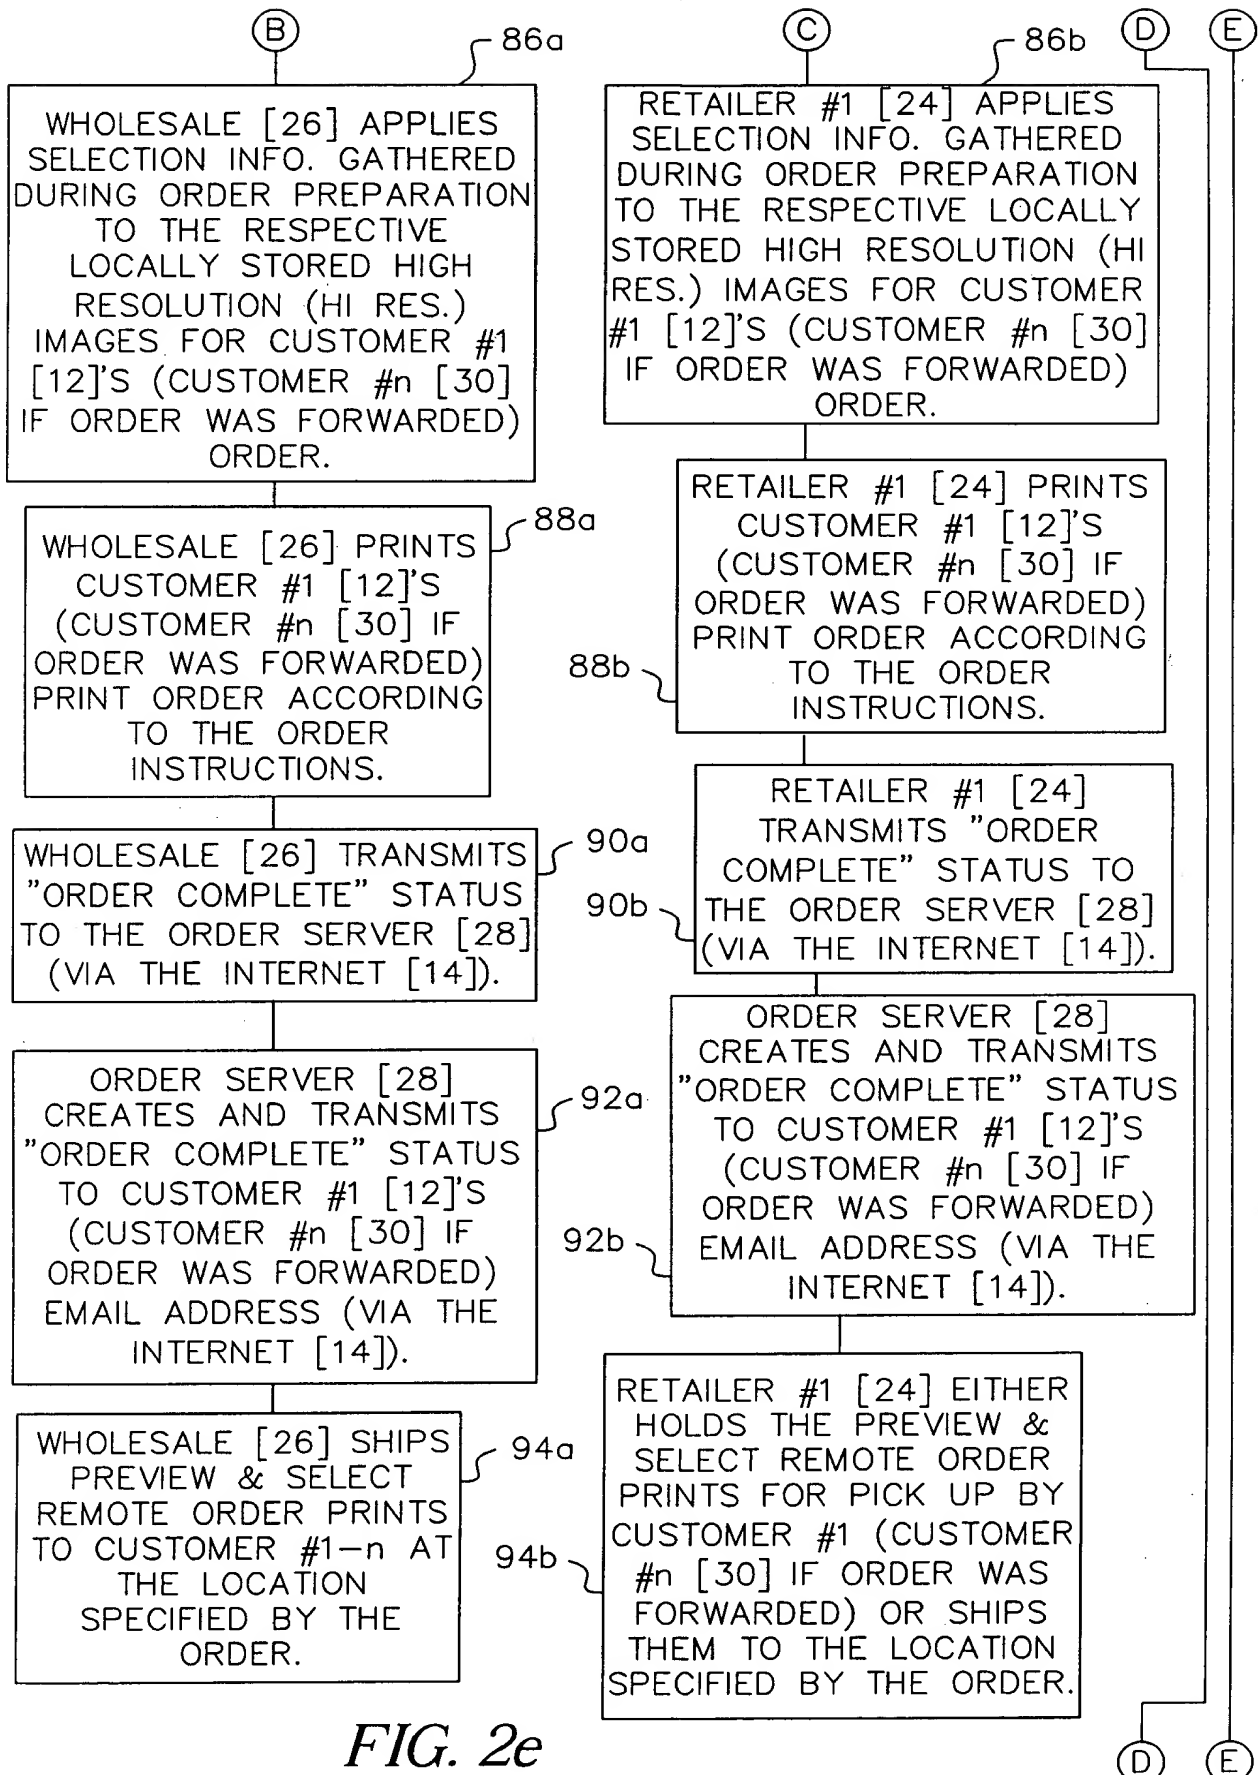 B
86a
WHOLESALE [26] APPLIES
SELECTION INFO. GATHERED
DURING ORDER PREPARATION
TO THE RESPECTIVE
LOCALLY STORED HIGH
RESOLUTION (HI RES.)
IMAGES FOR CUSTOMER #1
[12]'S (CUSTOMER #n [30]
IF ORDER WAS FORWARDED)
ORDER.
88a
WHOLESALE [26] PRINTS
CUSTOMER #1 [12]'S
(CUSTOMER #n [30] IF
ORDER WAS FORWARDED)
PRINT ORDER ACCORDING
TO THE ORDER
INSTRUCTIONS.
90a
WHOLESALE [26] TRANSMITS
"ORDER COMPLETE" STATUS
TO THE ORDER SERVER [28]
(VIA THE INTERNET [14]).
92a
ORDER SERVER [28]
CREATES AND TRANSMITS
"ORDER COMPLETE" STATUS
TO CUSTOMER #1 [12]'S
(CUSTOMER #n [30] IF
ORDER WAS FORWARDED)
EMAIL ADDRESS (VIA THE
INTERNET [14]).
94a
WHOLESALE [26] SHIPS
PREVIEW & SELECT
REMOTE ORDER PRINTS
TO CUSTOMER #1-n AT
THE LOCATION
SPECIFIED BY THE
ORDER.
C
86b
RETAILER #1 [24] APPLIES
SELECTION INFO. GATHERED
DURING ORDER PREPARATION
TO THE RESPECTIVE LOCALLY
STORED HIGH RESOLUTION (HI
RES.) IMAGES FOR CUSTOMER
#1 [12]'S (CUSTOMER #n [30]
IF ORDER WAS FORWARDED)
ORDER.
88b
RETAILER #1 [24] PRINTS
CUSTOMER #1 [12]'S
(CUSTOMER #n [30] IF
ORDER WAS FORWARDED)
PRINT ORDER ACCORDING
TO THE ORDER
INSTRUCTIONS.
90b
RETAILER #1 [24]
TRANSMITS "ORDER
COMPLETE" STATUS TO
THE ORDER SERVER [28]
(VIA THE INTERNET [14]).
92b
ORDER SERVER [28]
CREATES AND TRANSMITS
"ORDER COMPLETE" STATUS
TO CUSTOMER #1 [12]'S
(CUSTOMER #n [30] IF
ORDER WAS FORWARDED)
EMAIL ADDRESS (VIA THE
INTERNET [14]).
94b
RETAILER #1 [24] EITHER
HOLDS THE PREVIEW &
SELECT REMOTE ORDER
PRINTS FOR PICK UP BY
CUSTOMER #1 (CUSTOMER
#n [30] IF ORDER WAS
FORWARDED) OR SHIPS
THEM TO THE LOCATION
SPECIFIED BY THE ORDER.
D
E
D
E
FIG. 2e